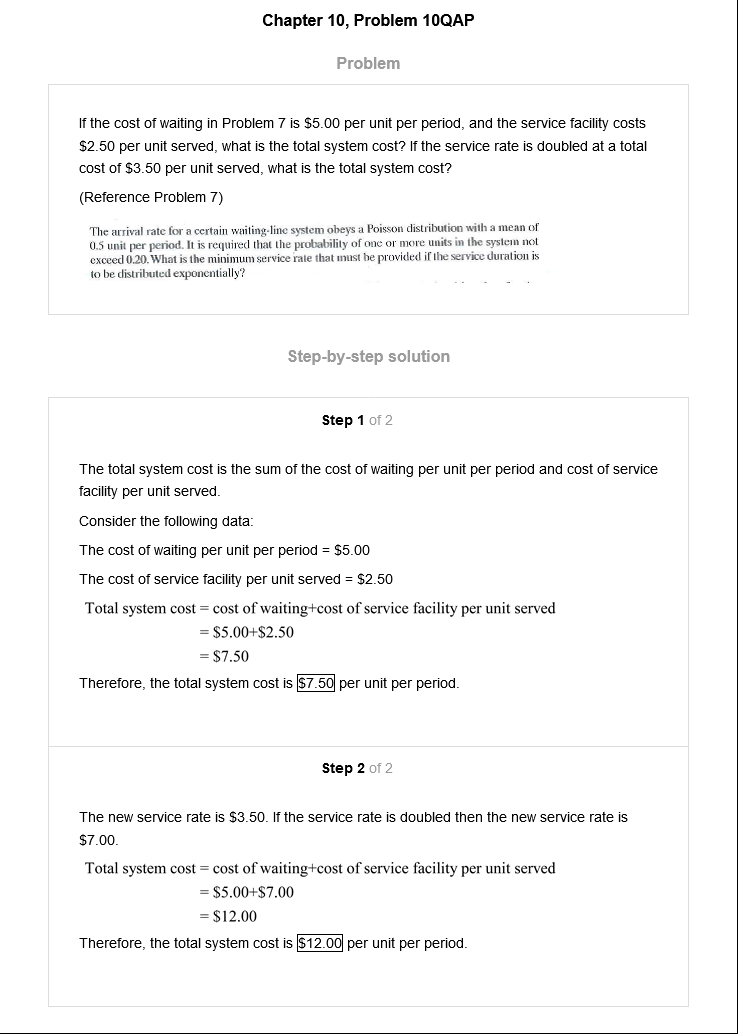 Chapter 10, Problem 10QAP
Problem
If the cost of waiting in Problem 7 is $5.00 per unit per period, and the service facility costs
$2.50 per unit served, what is the total system cost? If the service rate is doubled at a total
cost of $3.50 per unit served, what is the total system cost?
(Reference Problem 7)
The arrival rate for a certain waiting-line system obeys a Poisson distribution with a mean of
0.5 unit per period. It is required that the probability of one or more units in the system not
exceed 0.20. What is the minimum service rate that must be provided if the service duration is
to be distributed exponentially?
Step-by-step solution
Step 1 of 2
The total system cost is the sum of the cost of waiting per unit per period and cost of service
facility per unit served.
Consider the following data:
The cost of waiting per unit per period = $5.00
The cost of service facility per unit served = $2.50
Total system cost = cost of waiting+cost of service facility per unit served
= $5.00+$2.50
= $7.50
Therefore, the total system cost is $7.50 per unit per period.
Step 2 of 2
The new service rate is $3.50. If the service rate is doubled then the new service rate is
$7.00.
Total system cost = cost of waiting+cost of service facility per unit served
= $5.00+$7.00
= $12.00
Therefore, the total system cost is $12.00 per unit per period.